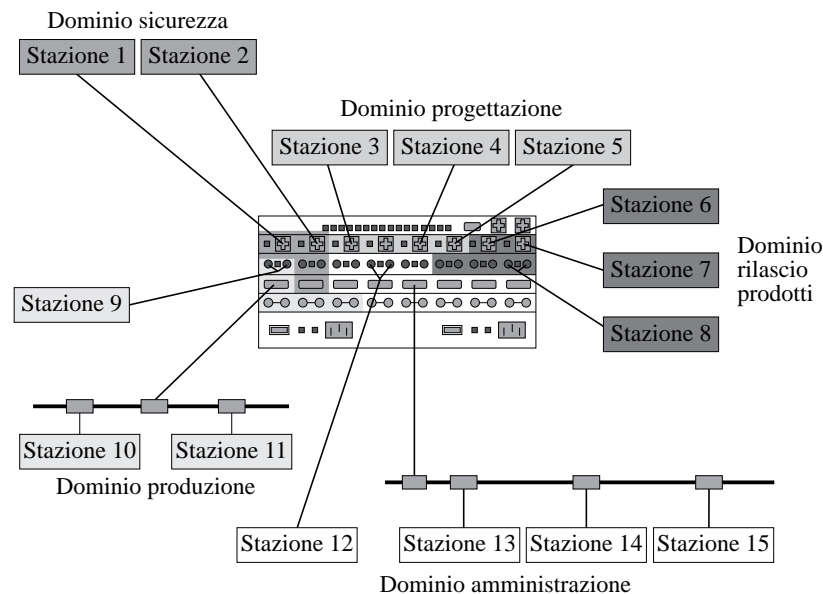 Dominio sicurezza
Stazione 1
Stazione 2
Dominio progettazione
Stazione 3
Stazione 4
Stazione 5
Stazione 6
Stazione 7
Dominio
rilascio
prodotti
Stazione 8
Stazione 9
Stazione 10
Stazione 11
Dominio produzione
Stazione 12
Stazione 13
Stazione 14
Stazione 15
Dominio amministrazione